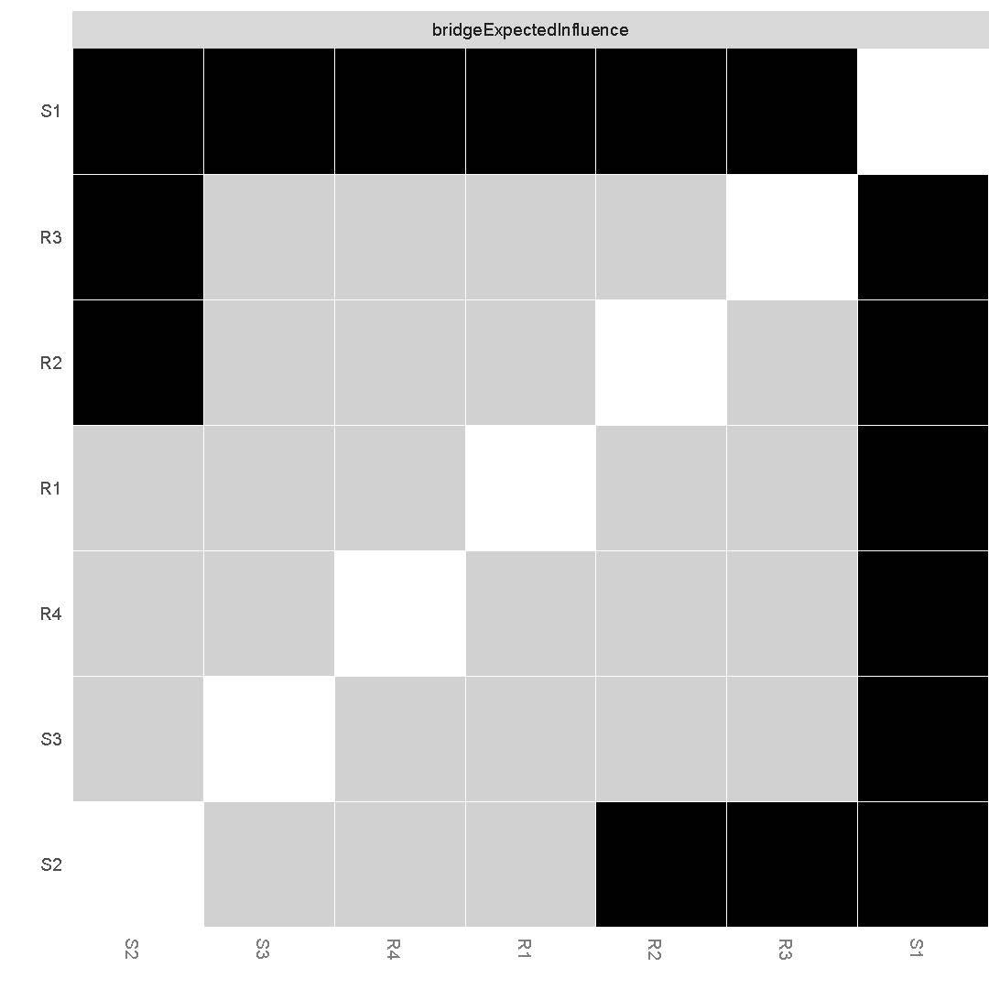 bridgeExpectedInfluence
S1
R3
R2
R1
R4
S3
S2
S2 S3 R4 R1 R2 R3 S1